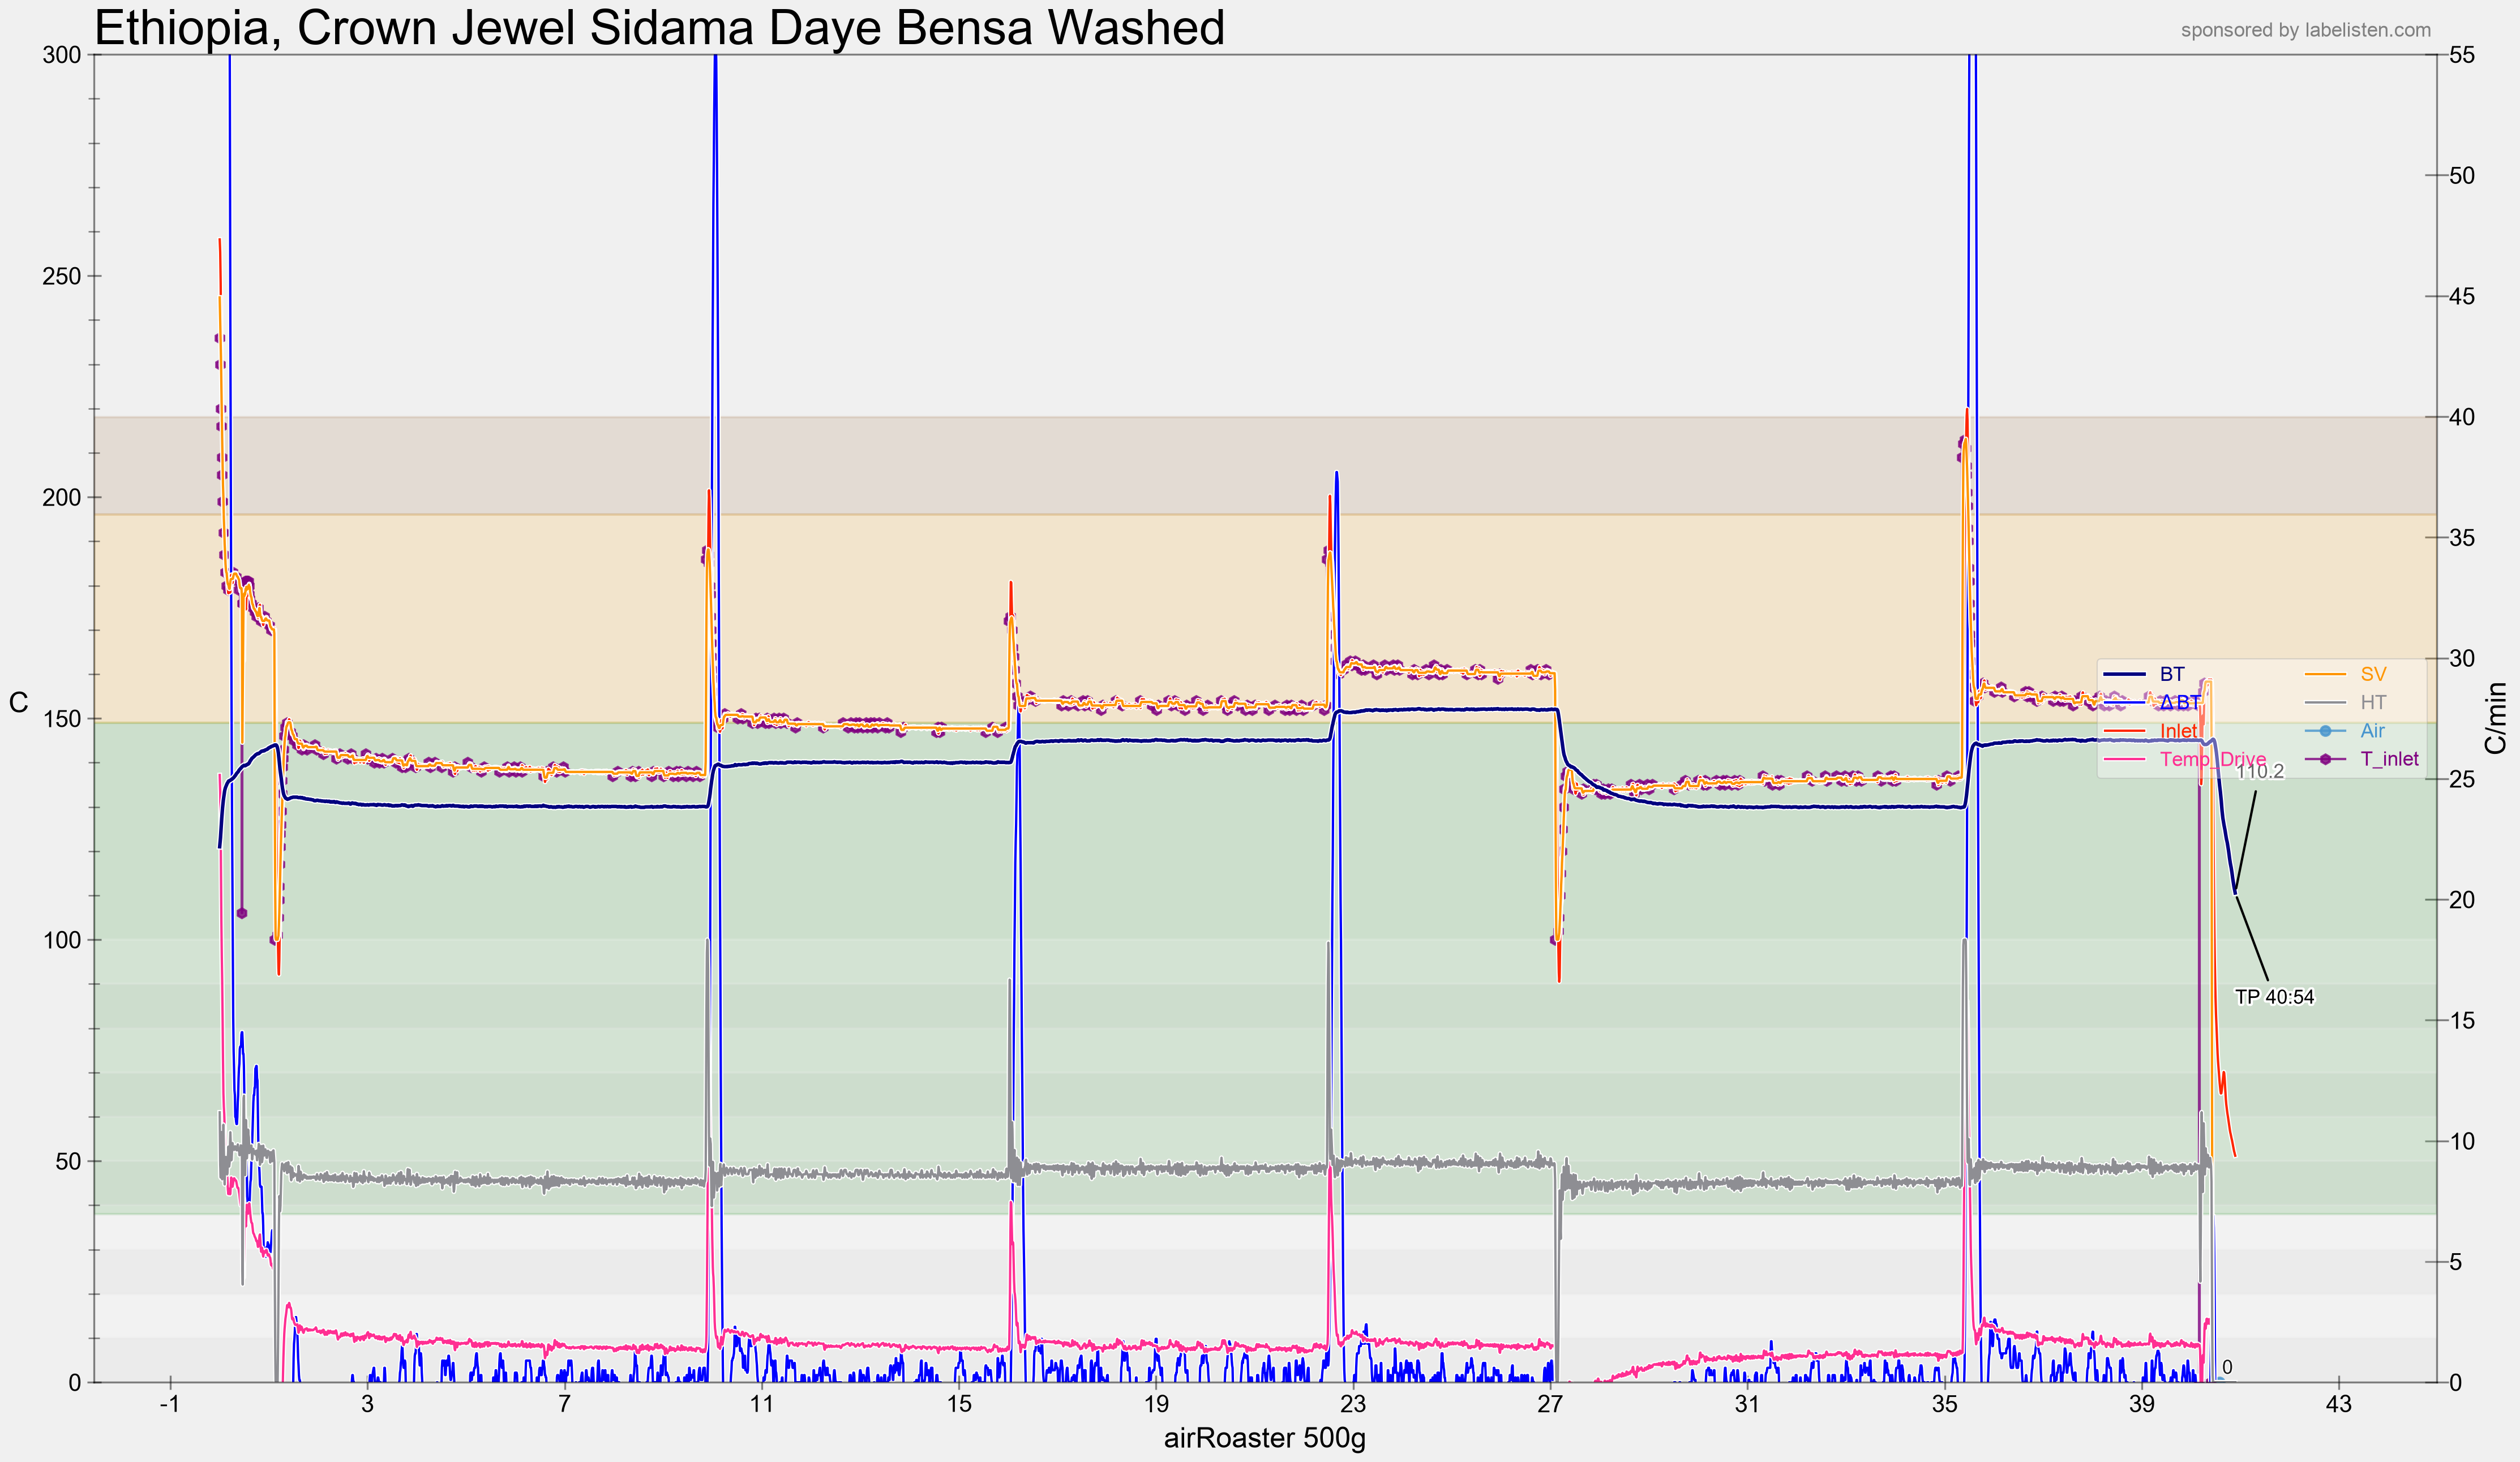 Ethiopia, Crown Jewel Sidama Daye Bensa Washed
sponsored by labelisten.com
300
250
200
150
100
50
0
C
55
50
45
40
35
30
25
20
15
10
5
0
C/min
BT
SV
ΔBT
HT
Inlet
Air
Temp_Drive
T_inlet
110.2
TP 40:54
0
-1
3
7
11
15
19
23
27
31
35
39
43
airRoaster 500g